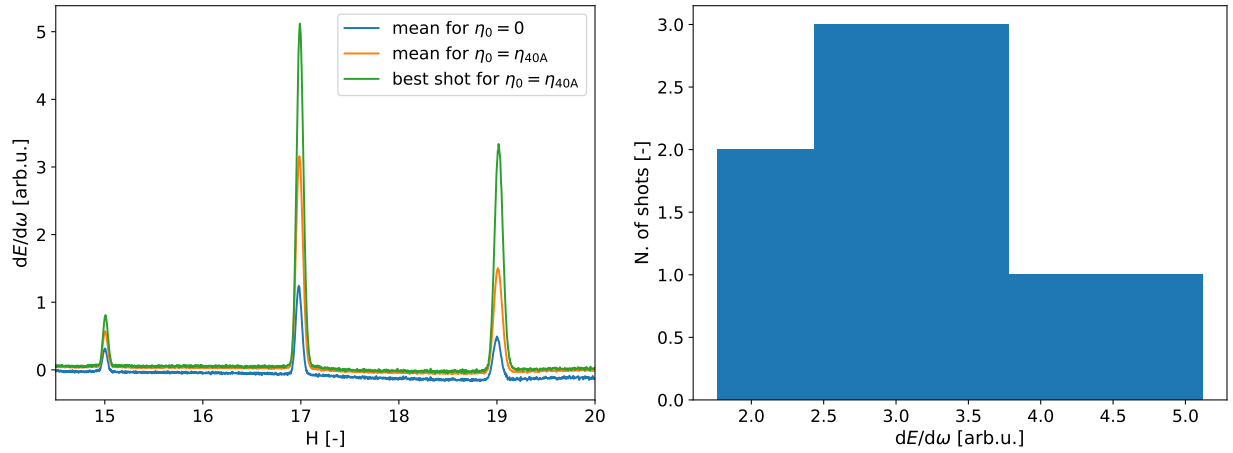 dE/dω [arb.u.]
5
4
3
2
1
0
mean for η₀ = 0
mean for η₀ = η₄₀A
best shot for η₀ = η₄₀A
15 16 17 18 19 20
H [-]
N. of shots [-]
3.0
2.5
2.0
1.5
1.0
0.5
0.0
2.0 2.5 3.0 3.5 4.0 4.5 5.0
dE/dω [arb.u.]